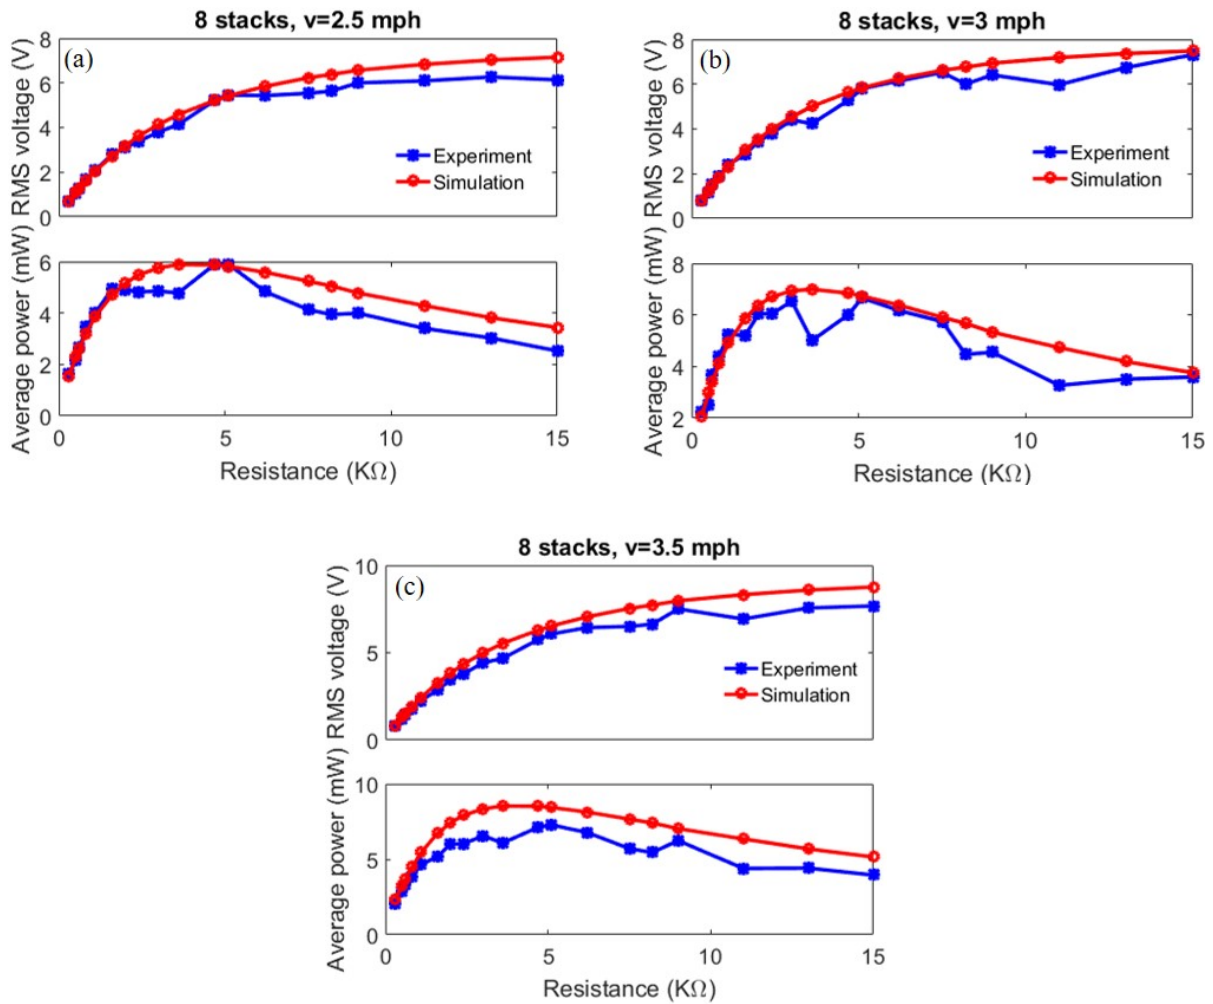 8 stacks, v=2.5 mph
(a)
RMS voltage (V)
8
6
4
2
0
Experiment
Simulation
Average power (mW)
6
4
2
0
0 5 10 15
Resistance (KΩ)
8 stacks, v=3 mph
(b)
RMS voltage (V)
8
6
4
2
0
Experiment
Simulation
Average power (mW)
8
6
4
2
0 5 10 15
Resistance (KΩ)
8 stacks, v=3.5 mph
(c)
RMS voltage (V)
10
5
0
Experiment
Simulation
Average power (mW)
10
5
0
0 5 10 15
Resistance (KΩ)